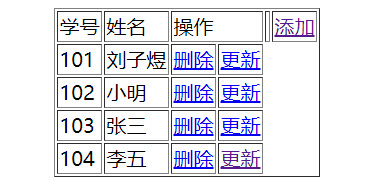 学号 姓名 操作 添加
101 刘子煜 删除 更新
102 小明 删除 更新
103 张三 删除 更新
104 李五 删除 更新